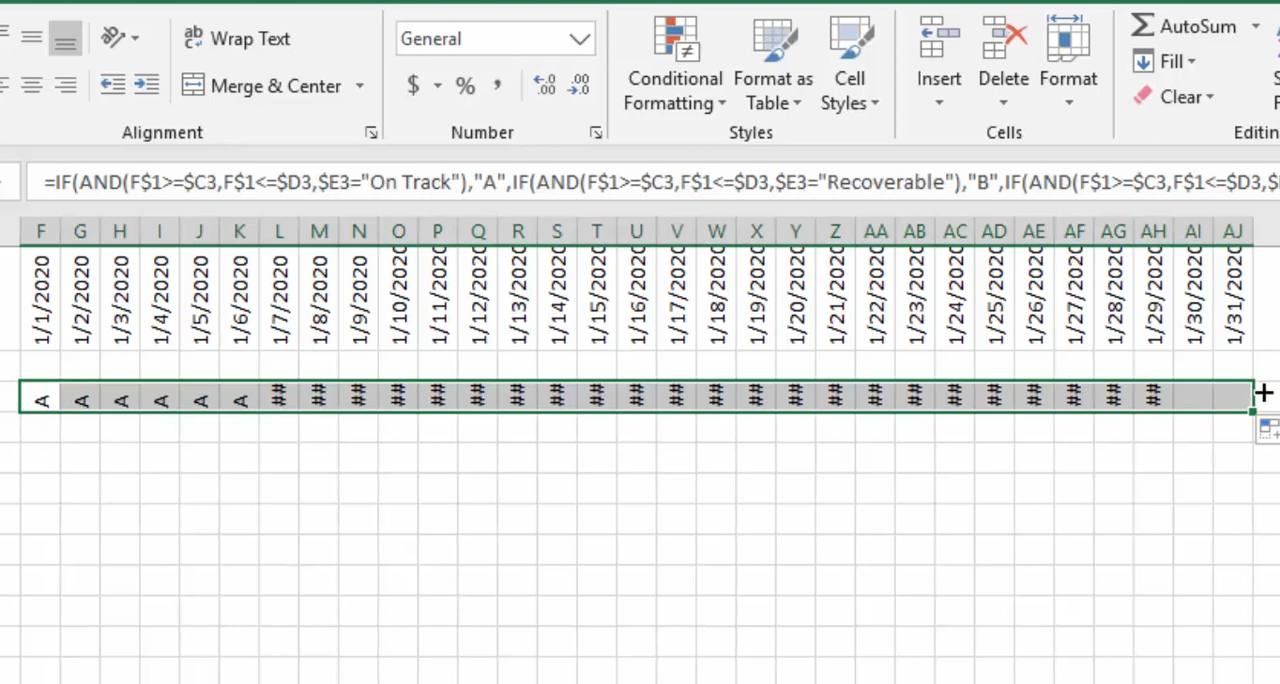 Wrap Text
General
Merge & Center
$ % , .00 .00
Conditional Formatting
Format as Table
Cell Styles
Insert
Delete
Format
AutoSum
Fill
Clear
Alignment
Number
Styles
Cells
Editin
=IF(AND(F$1>=$C3,F$1<=$D3,$E3="On Track"),"A",IF(AND(F$1>=$C3,F$1<=$D3,$E3="Recoverable"),"B",IF(AND(F$1>=$C3,F$1<=$D3,$
F G H I J K L M N O P Q R S T U V W X Y Z AA AB AC AD AE AF AG AH AI AJ
1/1/2020 1/2/2020 1/3/2020 1/4/2020 1/5/2020 1/6/2020 1/7/2020 1/8/2020 1/9/2020 1/10/2020 1/11/2020 1/12/2020 1/13/2020 1/14/2020 1/15/2020 1/16/2020 1/17/2020 1/18/2020 1/19/2020 1/20/2020 1/21/2020 1/22/2020 1/23/2020 1/24/2020 1/25/2020 1/26/2020 1/27/2020 1/28/2020 1/29/2020 1/30/2020 1/31/2020
A A A A A A ## ## ## ## ## ## ## ## ## ## ## ## ## ## ## ## ## ## ## ## ## ## ##